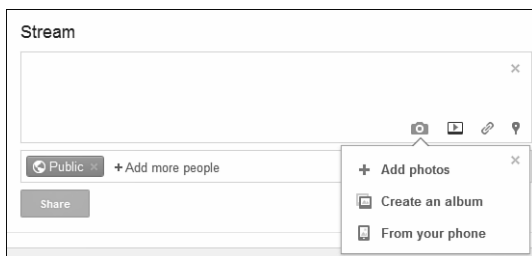 Stream
Public
+ Add more people
Share
Add photos
Create an album
From your phone